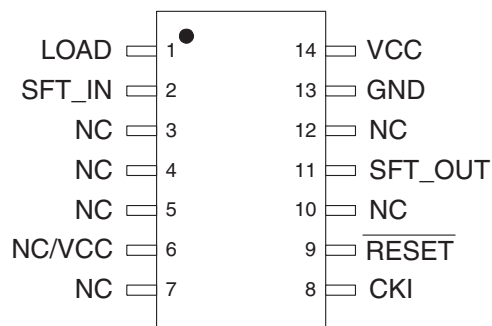 LOAD 1 14 VCC
SFT_IN 2 13 GND
NC 3 12 NC
NC 4 11 SFT_OUT
NC 5 10 NC
NC/VCC 6 9 RESET
NC 7 8 CKI